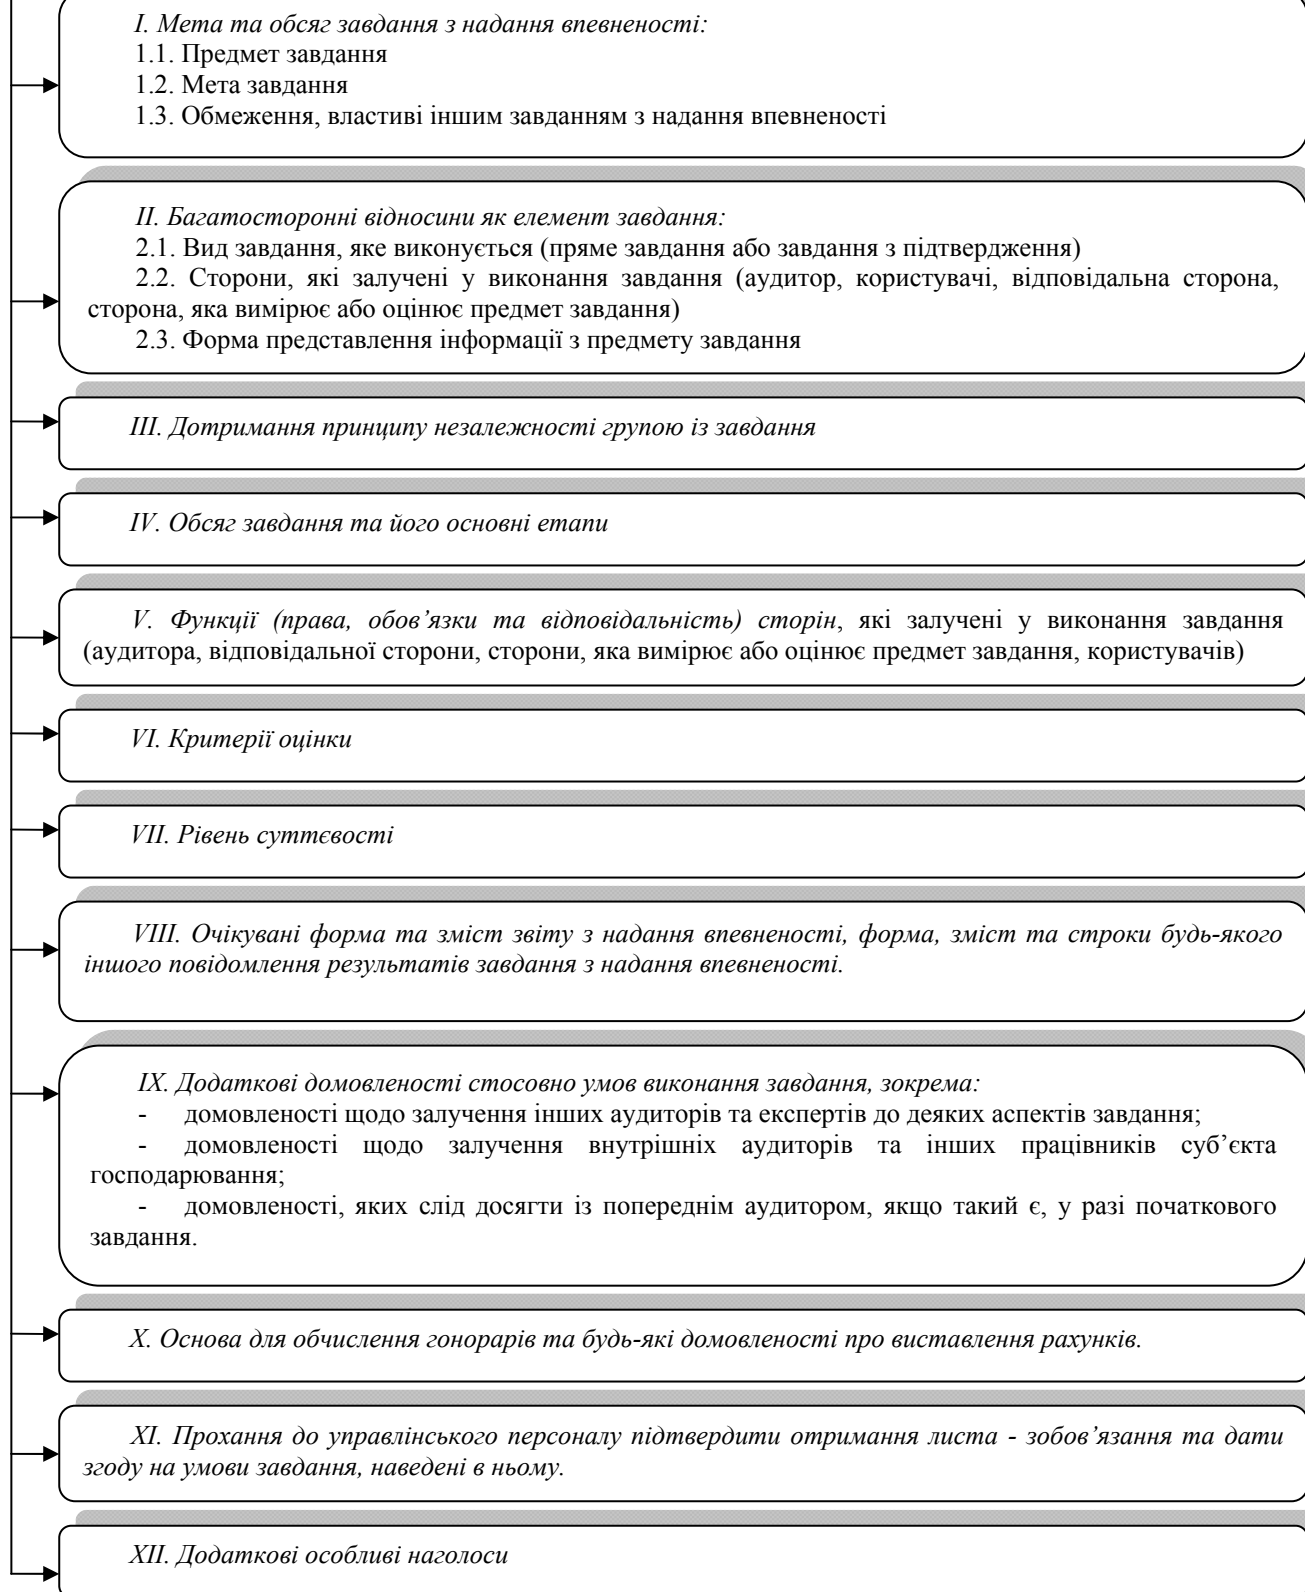 I. Мета та обсяг завдання з надання впевненості:
1.1. Предмет завдання
1.2. Мета завдання
1.3. Обмеження, властиві іншим завданням з надання впевненості
II. Багатосторонні відносини як елемент завдання:
2.1. Вид завдання, яке виконується (пряме завдання або завдання з підтвердження)
2.2. Сторони, які залучені у виконання завдання (аудитор, користувачі, відповідальна сторона,
сторона, яка вимірює або оцінює предмет завдання)
2.3. Форма представлення інформації з предмету завдання
III. Дотримання принципу незалежності групою із завдання
IV. Обсяг завдання та його основні етапи
V. Функції (права, обов’язки та відповідальність) сторін, які залучені у виконання завдання
(аудитора, відповідальної сторони, сторони, яка вимірює або оцінює предмет завдання, користувачів)
VI. Критерії оцінки
VII. Рівень суттєвості
VIII. Очікувані форма та зміст звіту з надання впевненості, форма, зміст та строки будь-якого
іншого повідомлення результатів завдання з надання впевненості.
IX. Додаткові домовленості стосовно умов виконання завдання, зокрема:
- домовленості щодо залучення інших аудиторів та експертів до деяких аспектів завдання;
- домовленості щодо залучення внутрішніх аудиторів та інших працівників суб’єкта
господарювання;
- домовленості, яких слід досягти із попереднім аудитором, якщо такий є, у разі початкового
завдання.
X. Основа для обчислення гонорарів та будь-які домовленості про виставлення рахунків.
XI. Прохання до управлінського персоналу підтвердити отримання листа - зобов’язання та дати
згоду на умови завдання, наведені в ньому.
XII. Додаткові особливі наголоси